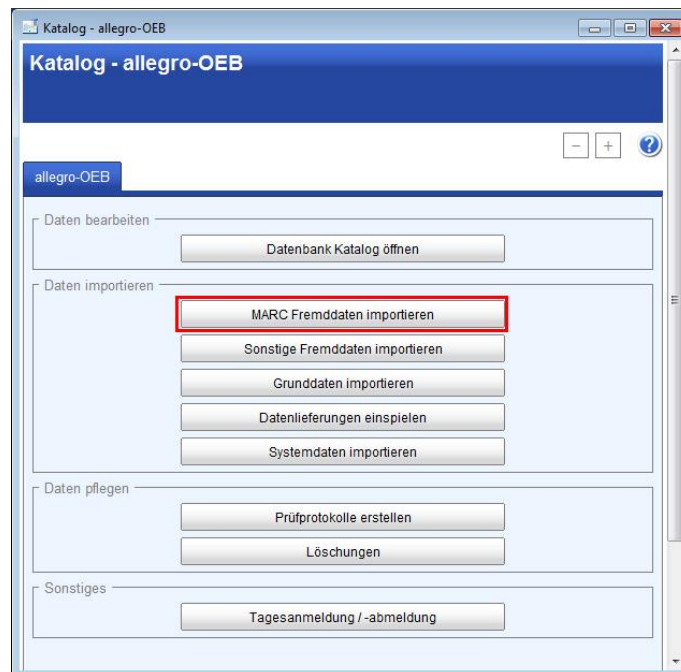 Katalog - allegro-OEB
Katalog - allegro-OEB
- +
?
allegro-OEB
Daten bearbeiten
Datenbank Katalog öffnen
Daten importieren
MARC Fremddaten importieren
Sonstige Fremddaten importieren
Grunddaten importieren
Datenlieferungen einspielen
Systemdaten importieren
Daten pflegen
Prüfprotokolle erstellen
Löschungen
Sonstiges
Tagesanmeldung / -abmeldung